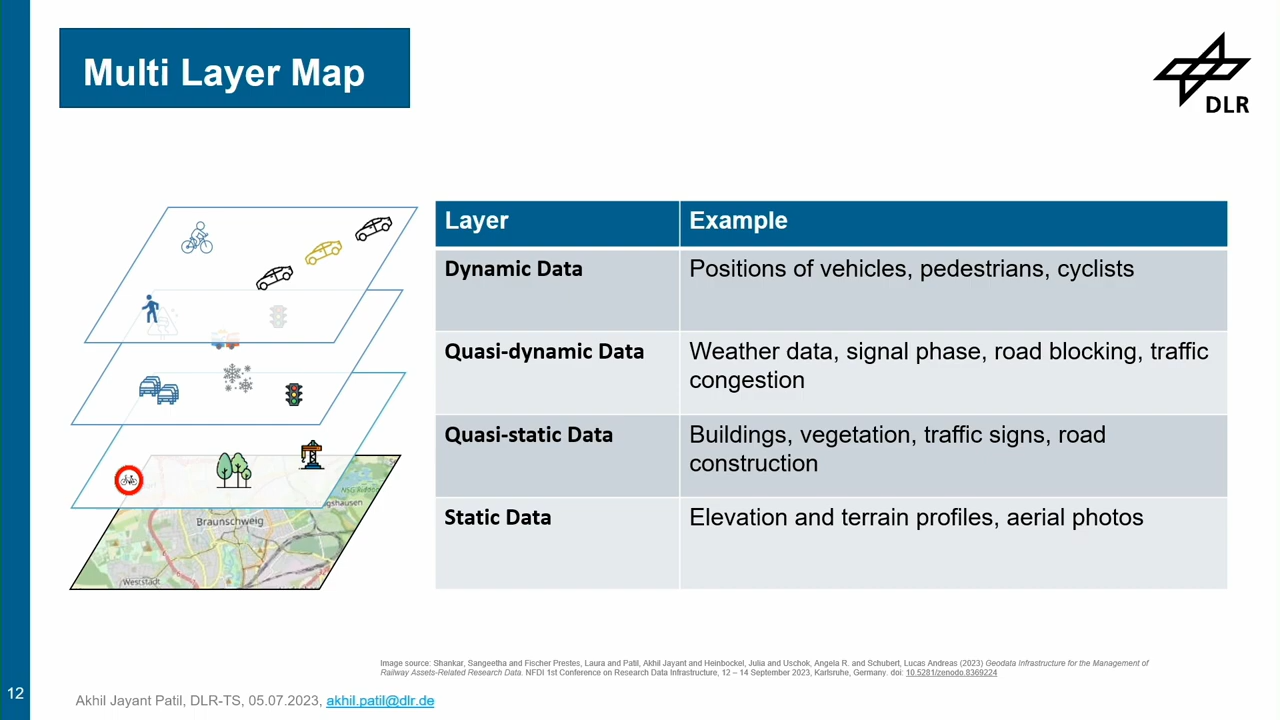 Multi Layer Map
DLR
Layer
Example
Dynamic Data
Positions of vehicles, pedestrians, cyclists
Quasi-dynamic Data
Weather data, signal phase, road blocking, traffic
congestion
Quasi-static Data
Buildings, vegetation, traffic signs, road
construction
Static Data
Elevation and terrain profiles, aerial photos
Braunschweig
Weststadt
Image source: Shankar, Sangeetha and Fischer Prestes, Laura and Patil, Akhil Jayant and Heinbockel, Julia and Uschok, Angela R. and Schubert, Lucas Andreas (2023) Geodata Infrastructure for the Management of
Railway Assets-Related Research Data. NFDI 1st Conference on Research Data Infrastructure, 12 – 14 September 2023, Karlsruhe, Germany. doi: 10.5281/zenodo.8369224
12
Akhil Jayant Patil, DLR-TS, 05.07.2023, akhil.patil@dlr.de